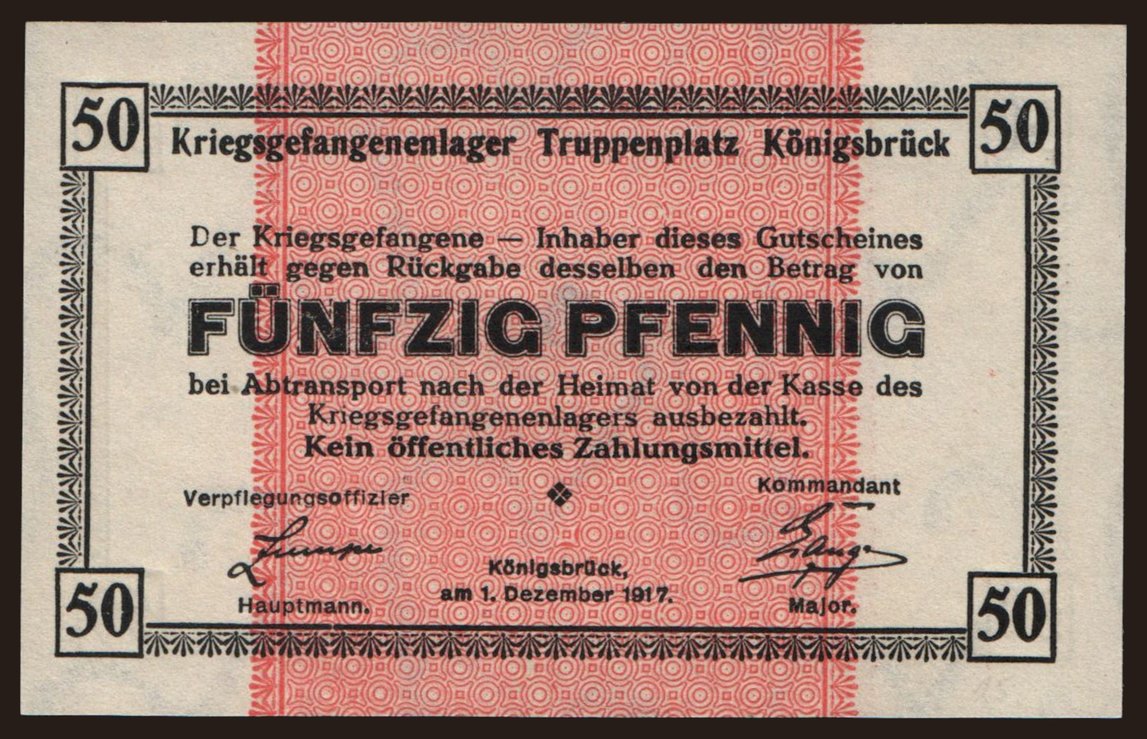 50 50
Kriegsgefangenenlager Truppenplatz Königsbrück
Der Kriegsgefangene — Inhaber dieses Gutscheines
erhält gegen Rückgabe desselben den Betrag von
FÜNFZIG PFENNIG
bei Abtransport nach der Heimat von der Kasse des
Kriegsgefangenenlagers ausbezahlt.
Kein öffentliches Zahlungsmittel.
Verpflegungsoffizier
Kommandant
Königsbrück,
am 1. Dezember 1917.
Hauptmann.
Major.
50 50